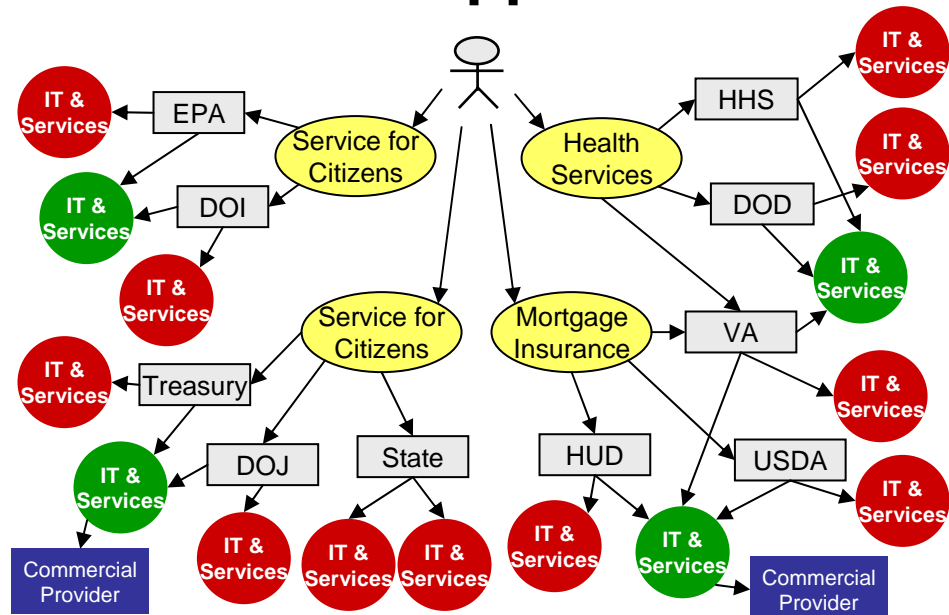 IT &
Services
EPA
Service for
Citizens
IT &
Services
DOI
IT &
Services
Health
Services
HHS
IT &
Services
DOD
IT &
Services
IT &
Services
Service for
Citizens
Mortgage
Insurance
VA
IT &
Services
Treasury
IT &
Services
IT &
Services
DOJ
State
HUD
USDA
IT &
Services
IT &
Services
IT &
Services
IT &
Services
IT &
Services
IT &
Services
Commercial
Provider
Commercial
Provider